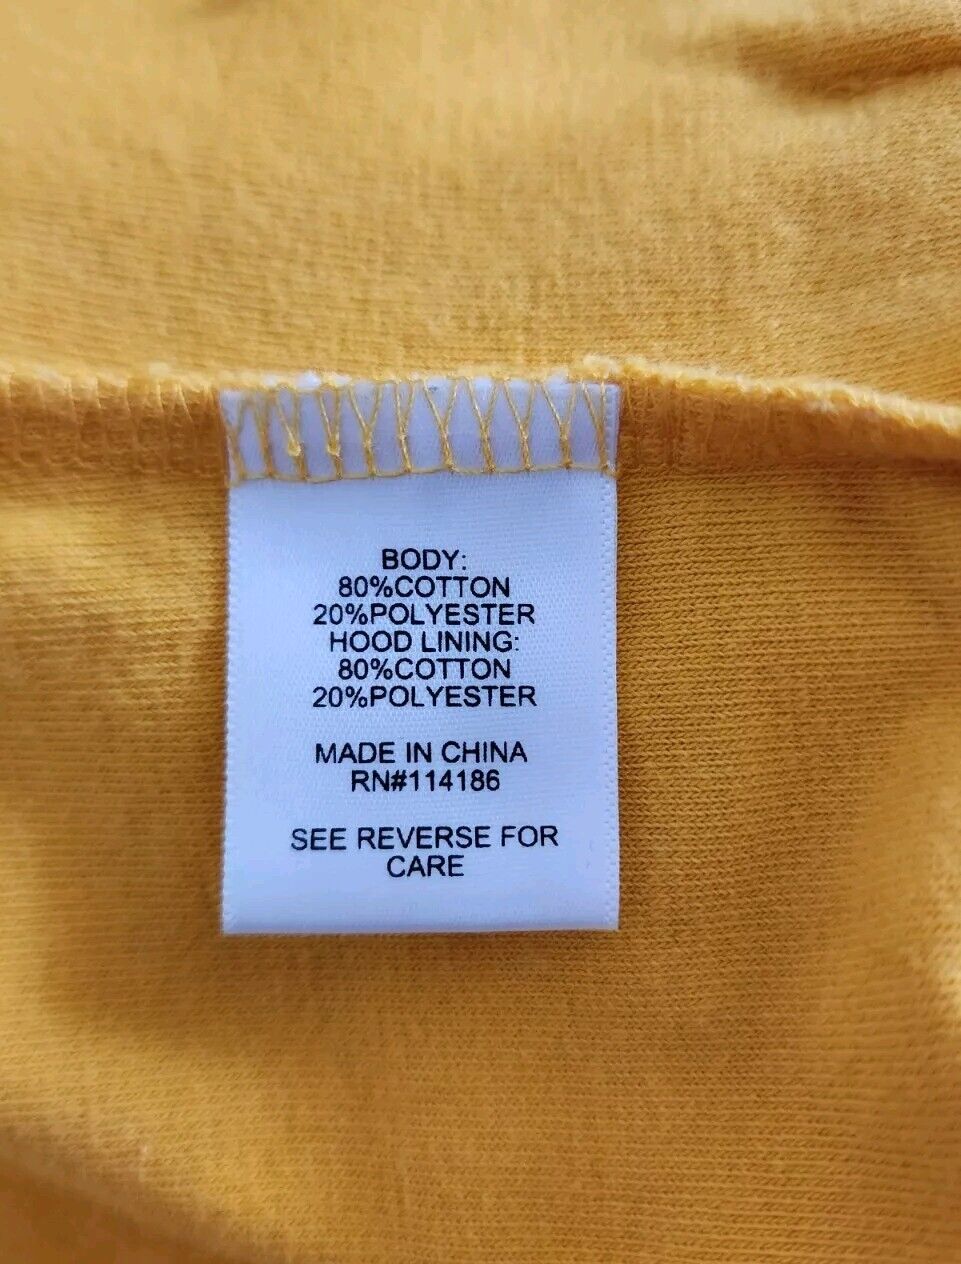 BODY:
80%COTTON
20%POLYESTER
HOOD LINING:
80%COTTON
20%POLYESTER
MADE IN CHINA
RN#114186
SEE REVERSE FOR
CARE